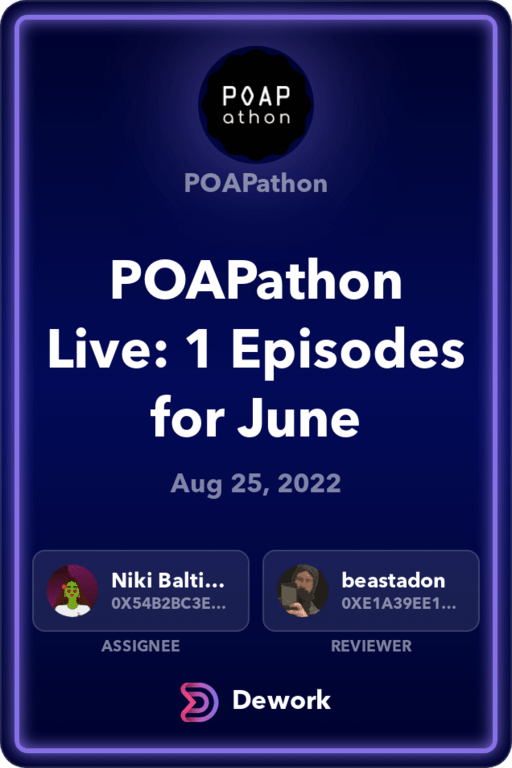 POAP
athon
POAPathon
POAPathon
Live: 1 Episodes
for June
Aug 25, 2022
Niki Balti...
0X54B2BC3E...
ASSIGNEE
beastadon
0XE1A39EE1...
REVIEWER
Dework